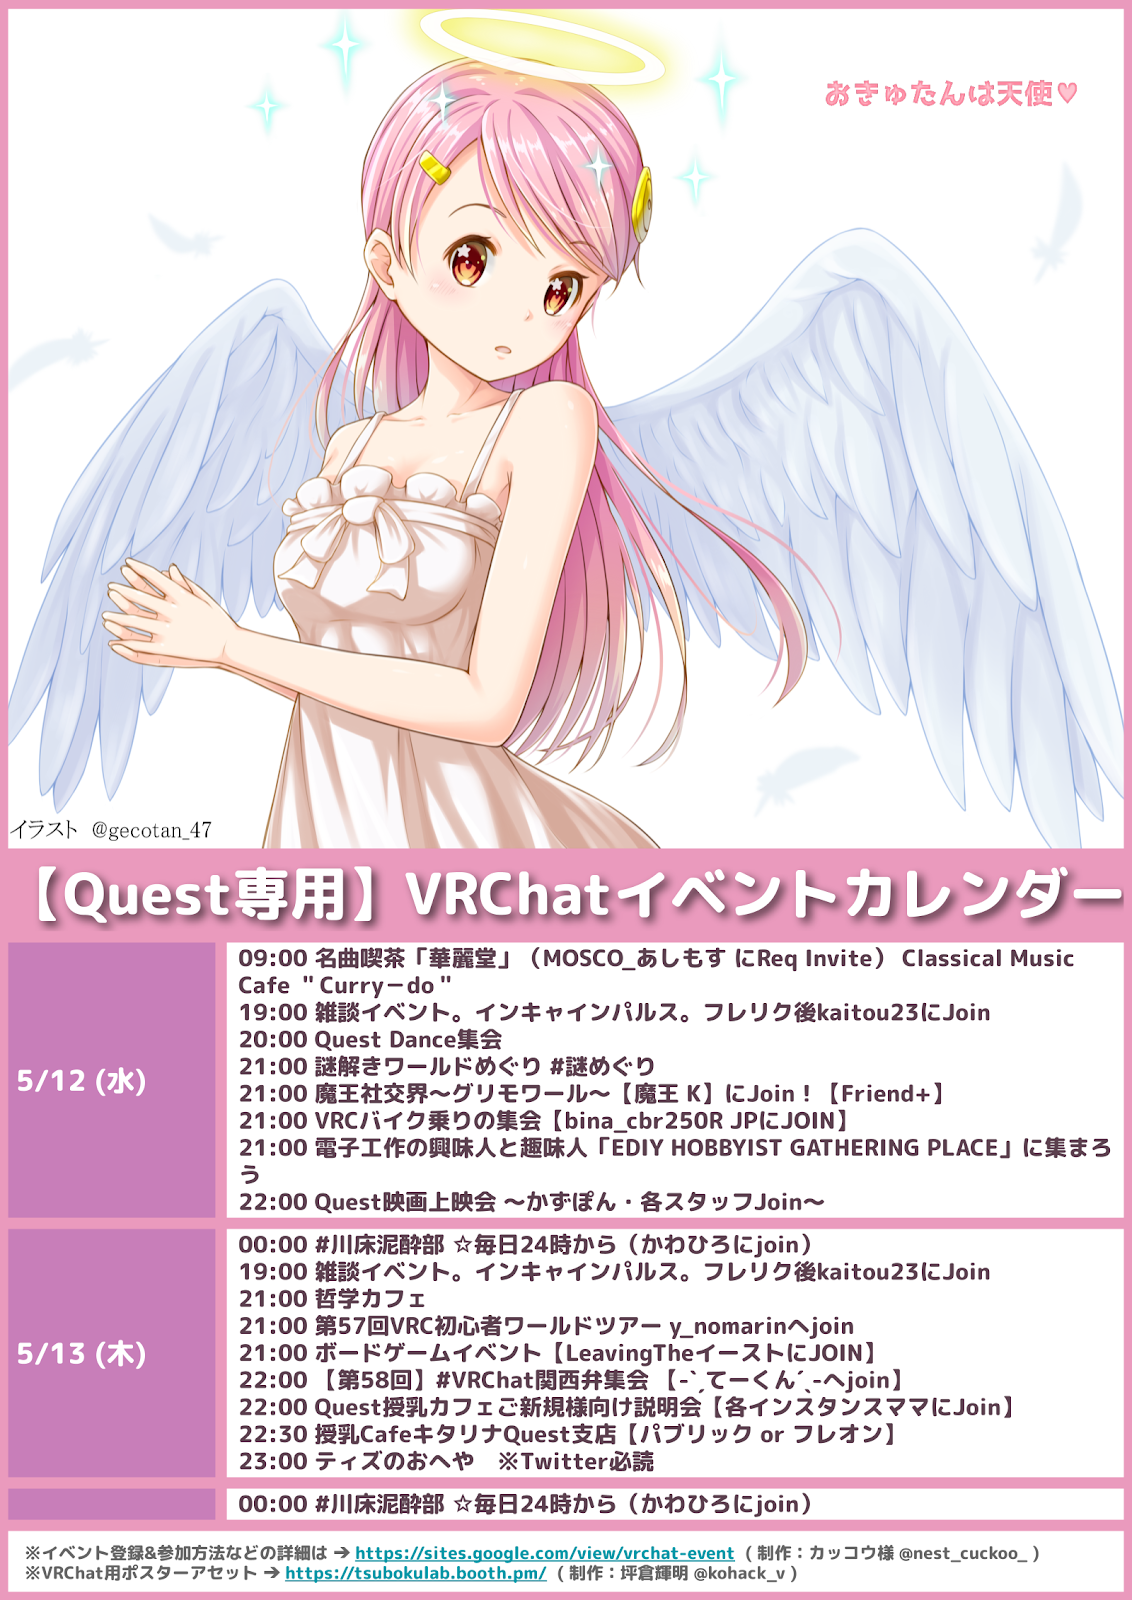 おきゅたんは天使♥
イラスト @gecotan_47
【Quest専用】VRChatイベントカレンダー
5/12 (水)
09:00 名曲喫茶「華麗堂」（MOSCO_あしもす にReq Invite） Classical Music
Cafe ＂Curry－do＂
19:00 雑談イベント。インキャインパルス。フレリク後kaitou23にJoin
20:00 Quest Dance集会
21:00 謎解きワールドめぐり #謎めぐり
21:00 魔王社交界～グリモワール～【魔王 K】にJoin！【Friend+】
21:00 VRCバイク乗りの集会【bina_cbr250R JPにJOIN】
21:00 電子工作の興味人と趣味人「EDIY HOBBYIST GATHERING PLACE」に集まろ
う
22:00 Quest映画上映会 ～かずぽん・各スタッフJoin～
5/13 (木)
00:00 #川床泥酔部 ☆毎日24時から（かわひろにjoin）
19:00 雑談イベント。インキャインパルス。フレリク後kaitou23にJoin
21:00 哲学カフェ
21:00 第57回VRC初心者ワールドツアー y_nomarinへjoin
21:00 ボードゲームイベント【LeavingTheイーストにJOIN】
22:00 【第58回】#VRChat関西弁集会 【-ˋˏてーくんˊˎ-へjoin】
22:00 Quest授乳カフェご新規様向け説明会【各インスタンスママにJoin】
22:30 授乳CafeキタリナQuest支店【パブリック or フレオン】
23:00 ティズのおへや　※Twitter必読
00:00 #川床泥酔部 ☆毎日24時から（かわひろにjoin）
※イベント登録&参加方法などの詳細は → https://sites.google.com/view/vrchat-event （制作：カッコウ様 @nest_cuckoo_）
※VRChat用ポスターアセット → https://tsubokulab.booth.pm/ （制作：坪倉輝明 @kohack_v）